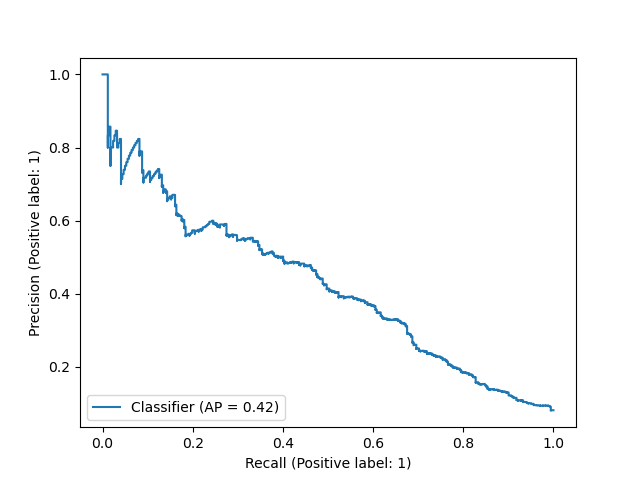 1.0
0.8
0.6
0.4
0.2
Precision (Positive label: 1)
Classifier (AP = 0.42)
0.0 0.2 0.4 0.6 0.8 1.0
Recall (Positive label: 1)